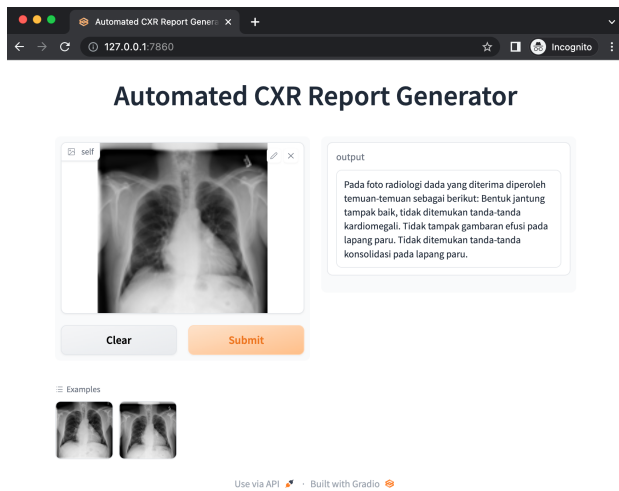 Automated CXR Report Genera
127.0.0.1:7860
Incognito
Automated CXR Report Generator
self
output
Pada foto radiologi dada yang diterima diperoleh
temuan-temuan sebagai berikut: Bentuk jantung
tampak baik, tidak ditemukan tanda-tanda
kardiomegali. Tidak tampak gambaran efusi pada
lapang paru. Tidak ditemukan tanda-tanda
konsolidasi pada lapang paru.
Clear
Submit
Examples
Use via API · Built with Gradio